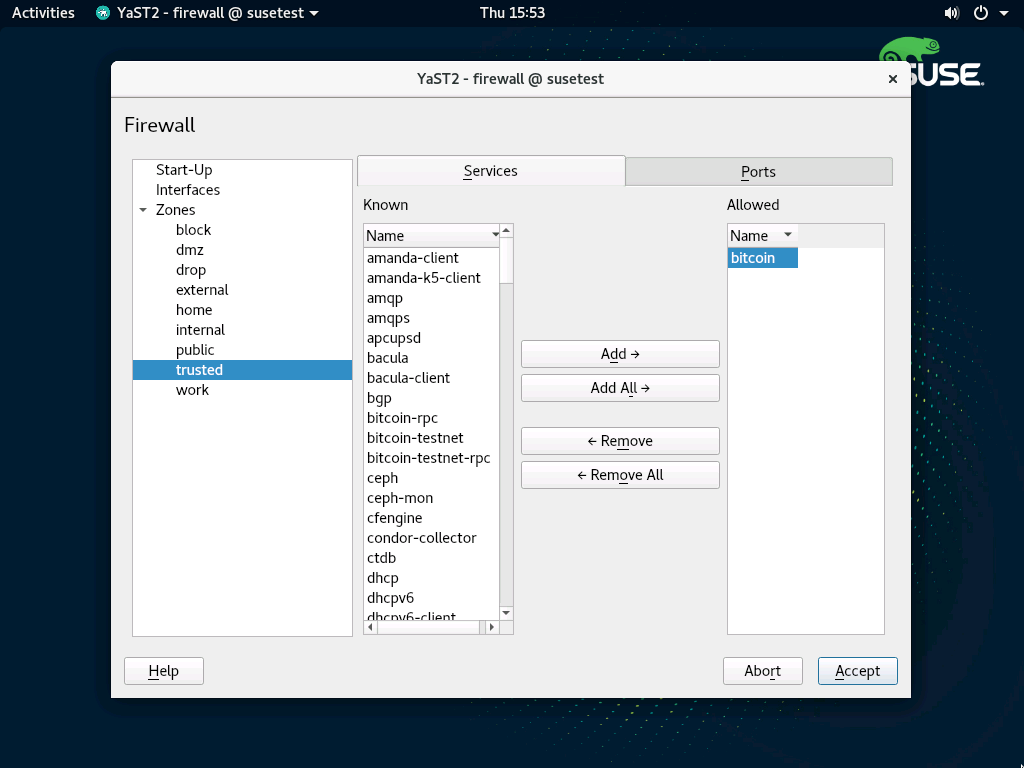 Activities YaST2 - firewall @ susetest Thu 15:53
SUSE
YaST2 - firewall @ susetest
Firewall
Start-Up
Interfaces
Zones
block
dmz
drop
external
home
internal
public
trusted
work
Services
Ports
Known
Name
amanda-client
amanda-k5-client
amqp
amqps
apcupsd
bacula
bacula-client
bgp
bitcoin-rpc
bitcoin-testnet
bitcoin-testnet-rpc
ceph
ceph-mon
cfengine
condor-collector
ctdb
dhcp
dhcpv6
dhcpv6-client
Add →
Add All →
← Remove
← Remove All
Allowed
Name
bitcoin
Help
Abort
Accept